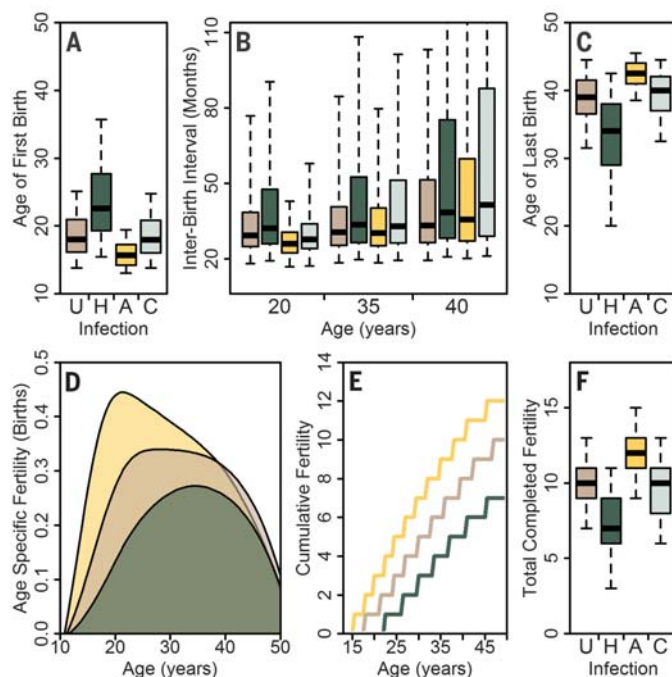 A
Age of First Birth
50
40
30
20
10
U H A C
Infection
B
Inter-Birth Interval (Months)
110
80
50
20
20 35 40
Age (years)
C
Age of Last Birth
50
40
30
20
10
U H A C
Infection
D
Age Specific Fertility (Births)
0.5
0.4
0.3
0.2
0.1
0.0
10 20 30 40 50
Age (years)
E
Cumulative Fertility
14
12
10
8
6
4
2
0
15 25 35 45
Age (years)
F
Total Completed Fertility
15
10
5
0
U H A C
Infection